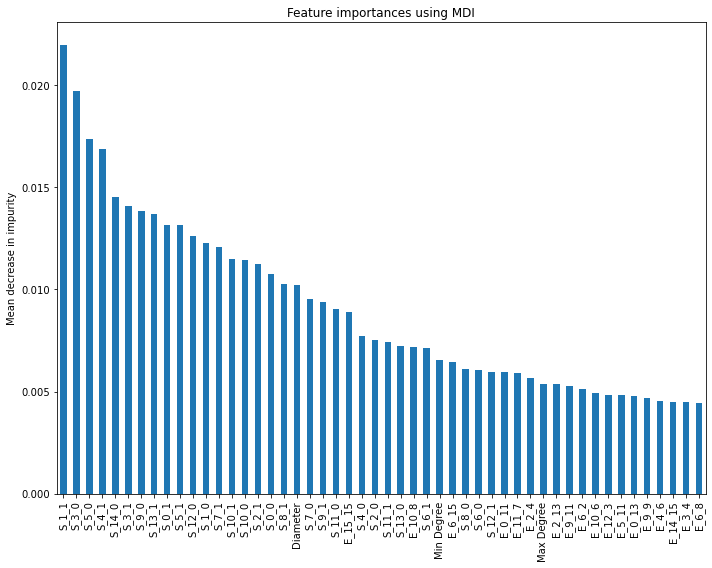 Feature importances using MDI
Mean decrease in impurity
0.020
0.015
0.010
0.005
0.000
S_1_1
S_3_0
S_5_0
S_4_1
S_14_0
S_3_1
S_9_0
S_13_1
S_0_1
S_5_1
S_12_0
S_1_0
S_7_1
S_10_1
S_10_0
S_2_1
S_0_0
S_8_1
Diameter
S_7_0
S_9_1
S_11_0
E_15_15
S_4_0
S_2_0
S_11_1
S_13_0
E_10_8
S_6_1
Min Degree
E_6_15
S_8_0
S_6_0
S_12_1
E_0_11
E_11_7
E_2_4
Max Degree
E_2_13
E_9_11
E_6_2
E_10_6
E_12_3
E_5_11
E_0_13
E_9_9
E_4_6
E_14_15
E_3_4
E_6_8